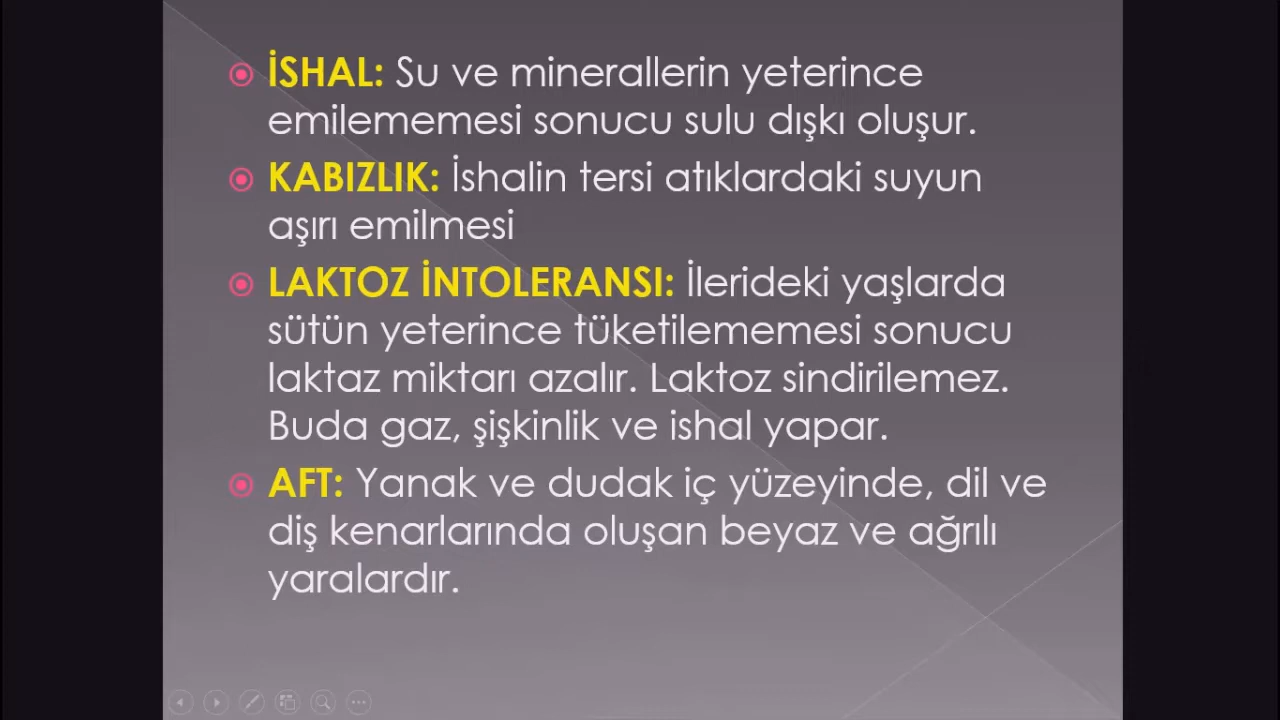 İSHAL: Su ve minerallerin yeterince
emilememesi sonucu sulu dışkı oluşur.
KABIZLIK: İshalin tersi atıklardaki suyun
aşırı emilmesi
LAKTOZ İNTOLERANSI: İlerideki yaşlarda
sütün yeterince tüketilememesi sonucu
laktaz miktarı azalır. Laktoz sindirilemez.
Buda gaz, şişkinlik ve ishal yapar.
AFT: Yanak ve dudak iç yüzeyinde, dil ve
diş kenarlarında oluşan beyaz ve ağrılı
yaralardır.